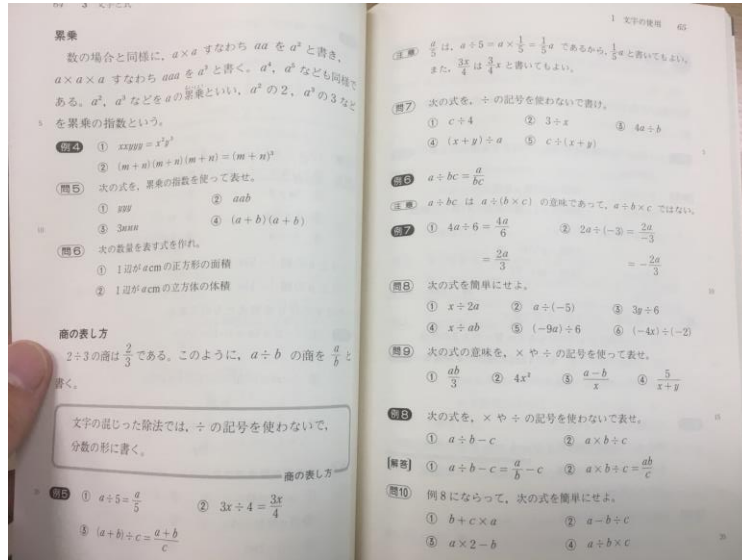 3 文字と式
累乗
数の場合と同様に，a×a すなわち aa を a² と書き，
a×a×a すなわち aaa を a³ と書く。a⁴，a⁵ なども同様で
ある。a²，a³ などを a の累乗といい，a² の 2，a³ の 3 など
5 を累乗の指数という。
例4 ① xxyyy = x²y³
② (m+n)(m+n)(m+n) = (m+n)³
問5 次の式を，累乗の指数を使って表せ。
① yyy ② aab
10 ③ 3mnn ④ (a+b)(a+b)
問6 次の数量を表す式を作れ。
① 1辺が a cm の正方形の面積
② 1辺が a cm の立方体の体積
商の表し方
2÷3 の商は 2/3 である。このように，a÷b の商を a/b と
書く。
文字の混じった除法では，÷ の記号を使わないで，
分数の形に書く。
商の表し方
例5 ① a÷5 = a/5 ② 3x÷4 = 3x/4
③ (a+b)÷c = (a+b)/c
1 文字の使用 65
注意 a/5 は，a÷5 = a×1/5 = 1/5 a であるから，1/5 a と書いてもよい。
また，3x/4 は 3/4 x と書いてもよい。
問7 次の式を，÷ の記号を使わないで書け。
① c÷4 ② 3÷x ③ 4a÷b
④ (x+y)÷a ⑤ c÷(x+y)
例6 a÷bc = a/bc
注意 a÷bc は a÷(b×c) の意味であって，a÷b×c ではない。
例7 ① 4a÷6 = 4a/6 ② 2a÷(−3) = 2a/−3
= 2a/3 = −2a/3
問8 次の式を簡単にせよ。
① x÷2a ② a÷(−5) ③ 3y÷6
④ x÷ab ⑤ (−9a)÷6 ⑥ (−4x)÷(−2)
問9 次の式の意味を，× や ÷ の記号を使って表せ。
① ab/3 ② 4x² ③ (a−b)/x ④ 5/(x+y)
例8 次の式を，× や ÷ の記号を使わないで表せ。
① a÷b−c ② a×b÷c
[解答] ① a÷b−c = a/b −c ② a×b÷c = ab/c
問10 例8にならって，次の式を簡単にせよ。
① b+c×a ② a−b÷c
③ a×2−b ④ a÷b×c